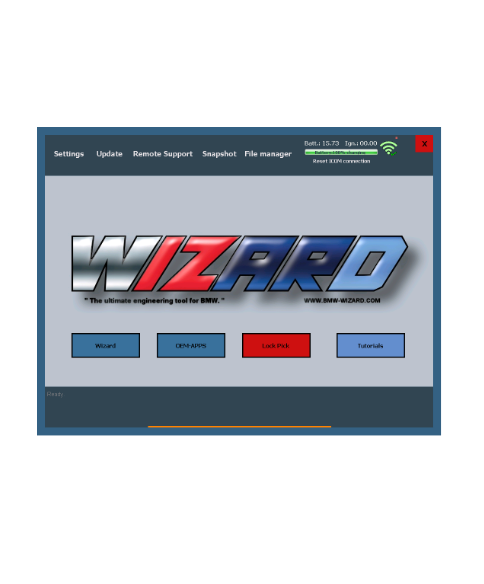 Batt.: 15.73 Ign.: 00.00
Settings Update Remote Support Snapshot File manager
X
Reset ICOM connection
WIZARD
" The ultimate engineering tool for BMW. "
WWW.BMW-WIZARD.COM
Wizard OEM-APPS Lock Pick Tutorials
Ready